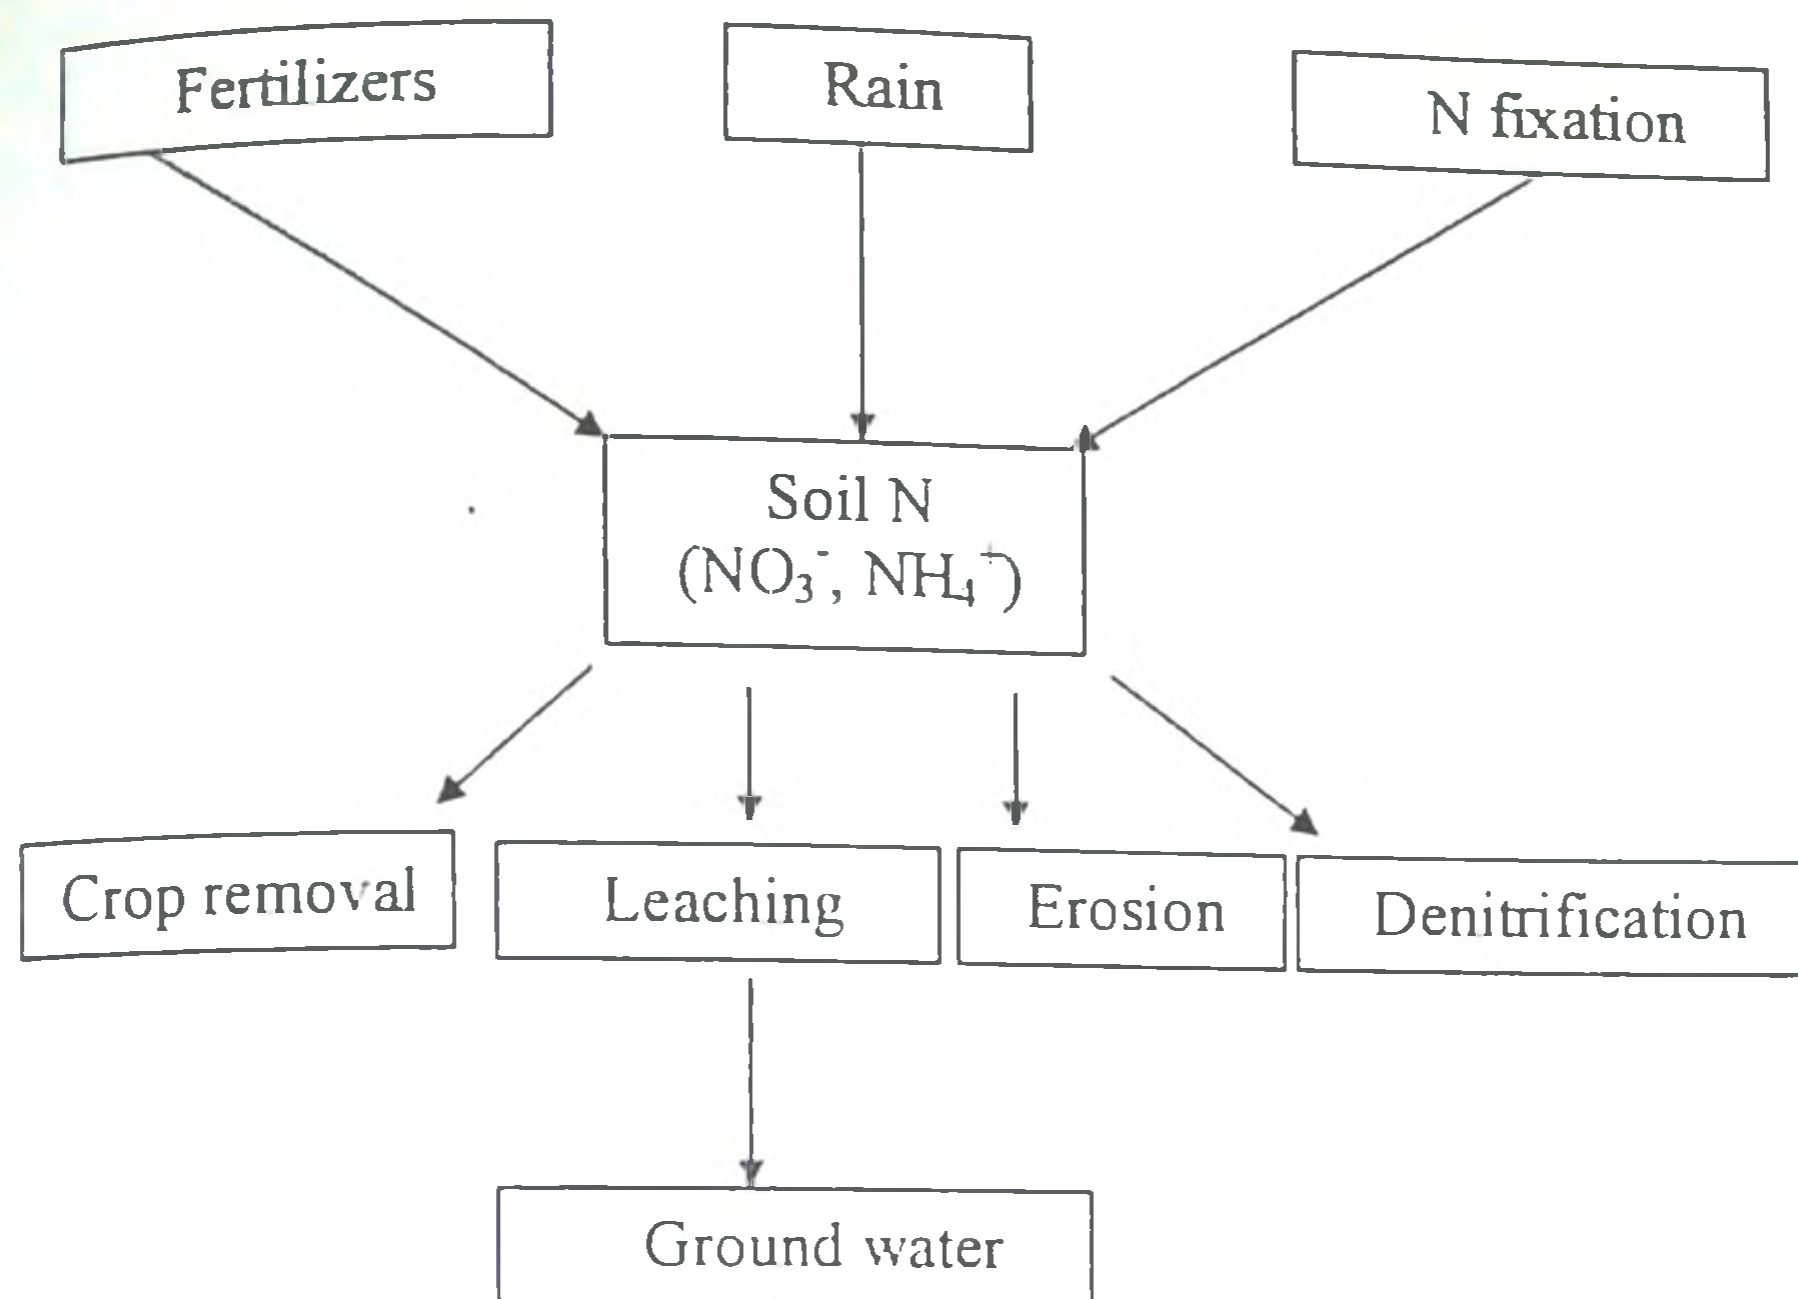 Fertilizers
Rain
N fixation
Soil N
(NO₃⁻, NH₄⁺)
Crop removal
Leaching
Erosion
Denitrification
Ground water